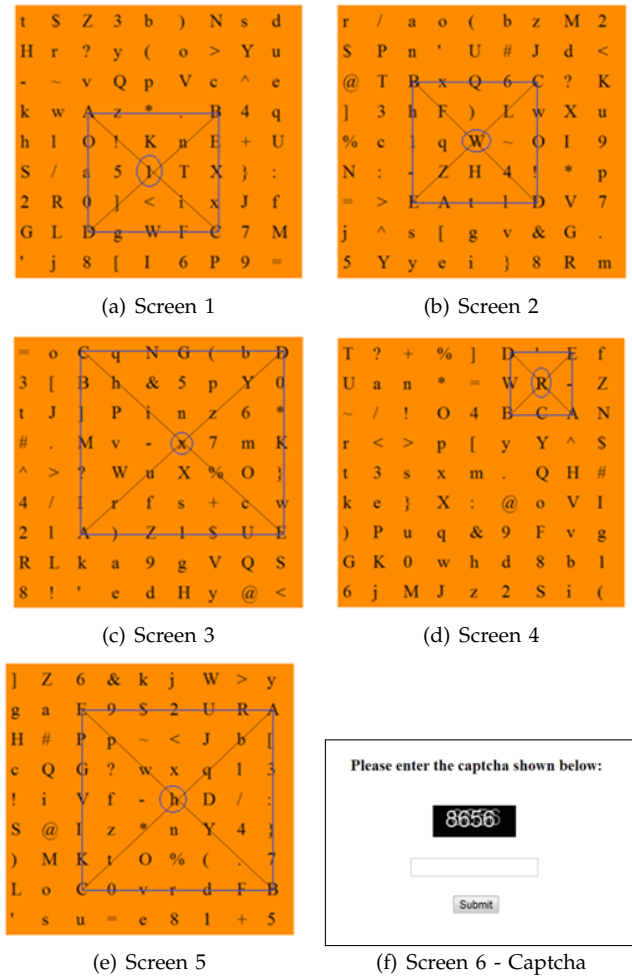 t $ Z 3 b ) N s d
H r ? y ( o > Y u
- ~ v Q p V c ^ e
k w A z * . B 4 q
h l O ! K n E + U
S / a 5 1 T X } :
2 R 0 ] < i x J f
G L D g W F C 7 M
' j 8 [ I 6 P 9 =
(a) Screen 1
r / a o ( b z M 2
$ P n ' U # J d <
@ T B x Q 6 C ? K
] 3 h F ) L w X u
% c 1 q W ~ O I 9
N : - Z H 4 ! * p
= > E A t l D V 7
j ^ s [ g v & G .
5 Y y e i } 8 R m
(b) Screen 2
= o C q N G ( b D
3 [ B h & 5 p Y 0
t J ] P i n z 6 *
# . M v - x 7 m K
^ > ? W u X % O }
4 / [ r f s + c w
2 l A ) Z 1 $ U E
R L k a 9 g V Q S
8 ! ' e d H y @ <
(c) Screen 3
T ? + % ] D ' E f
U a n * = W R - Z
~ / ! O 4 B C A N
r < > p [ y Y ^ $
t 3 s x m . Q H #
k e } X : @ o V I
) P u q & 9 F v g
G K 0 w h d 8 b l
6 j M J z 2 S i (
(d) Screen 4
] Z 6 & k j W > y
g a E 9 $ 2 U R A
H # P p ~ < J b [
c Q G ? w x q l 3
! i V f - h D / :
S @ I z * n Y 4 }
) M K t O % ( . 7
L o C 0 v r d F B
' s u = e 8 1 + 5
(e) Screen 5
Please enter the captcha shown below:
8656
Submit
(f) Screen 6 - Captcha